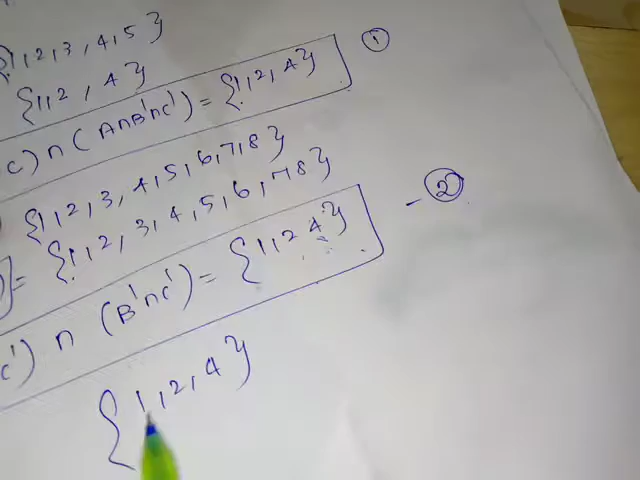 {1,2,3,4,5}
{1,2,4}
C) ∩ (A∩B'∩C') = {1,2,4} ①
{1,2,3,4,5,6,7,8}
= {1,2,3,4,5,6,7,8}
C') ∩ (B'∩C') = {1,2 4} - ②
{1,2,4}